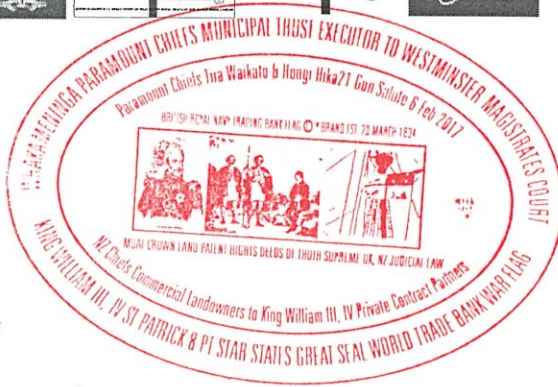 PARAMOUNT CHIEFS MUNICIPAL TRUST EXECUTOR TO WESTMINSTER MAGISTRATES COURT
Paramount Chiefs Tira Waikato & Hongi Hika21 Gun Salute 6 Feb 2017
BRITISH ROYAL NAVY TRADING BANK FLAG BRAND EST. 20 MARCH 1834
MOAI CROWN LAND PATENT RIGHTS DEEDS OF TRUTH SUPREME UK, NZ JUDICIAL LAW
NZ Chiefs Commercial Landowners to King William III, IV Private Contract Partners
KING WILLIAM III, IV ST PATRICK 8 PT STAR STATES GREAT SEAL WORLD TRADE BANK WAR FLAG